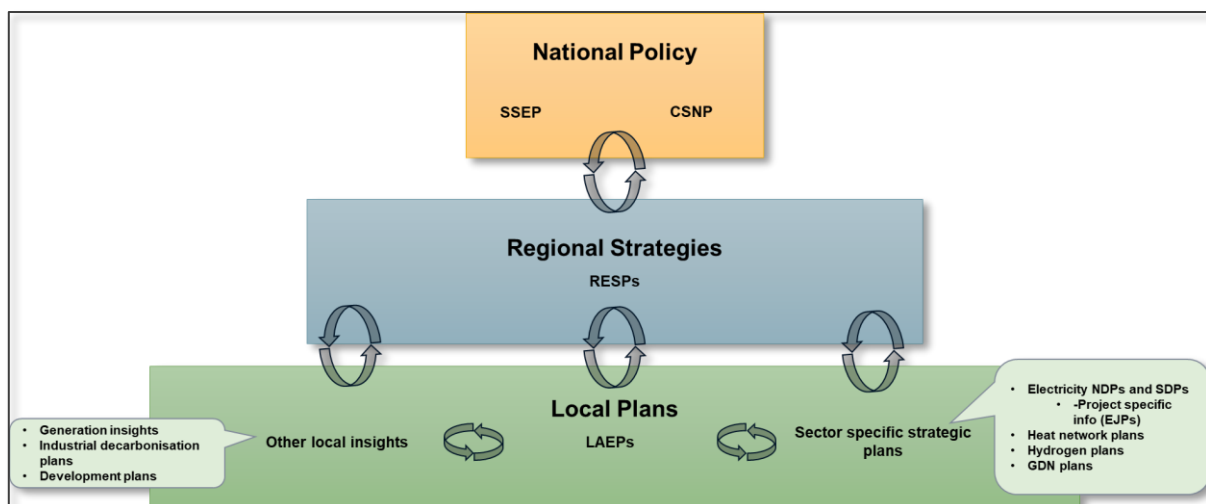 National Policy
SSEP
CSNP
Regional Strategies
RESPs
Local Plans
Other local insights
LAEPs
Sector specific strategic
plans
• Generation insights
• Industrial decarbonisation
plans
• Development plans
• Electricity NDPs and SDPs
• -Project specific
info (EJPs)
• Heat network plans
• Hydrogen plans
• GDN plans